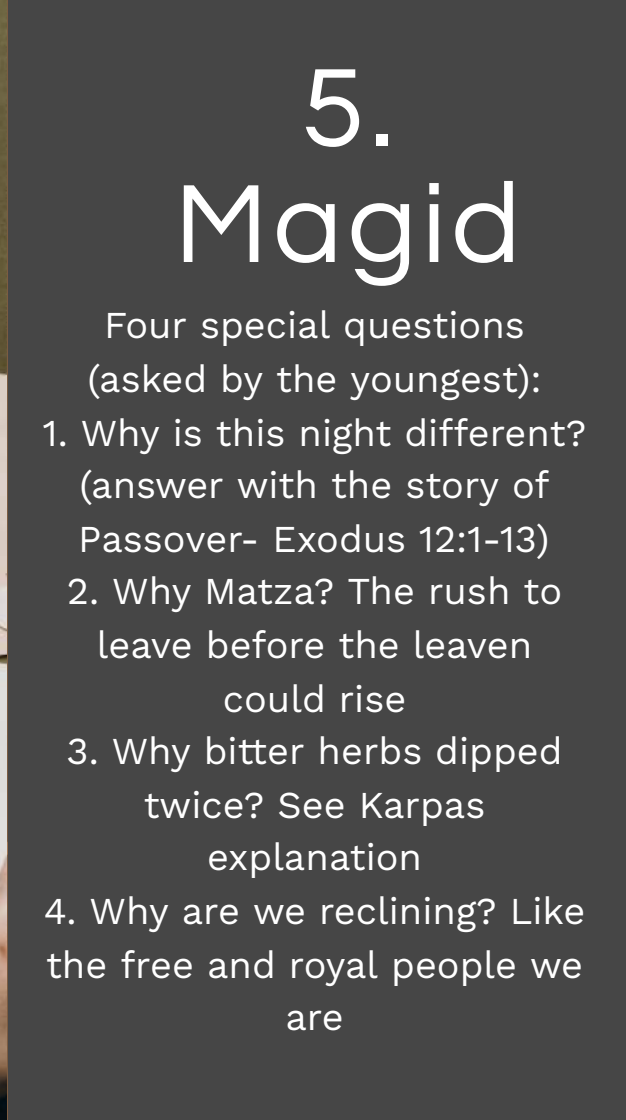 5.
Magid
Four special questions
(asked by the youngest):
1. Why is this night different?
(answer with the story of
Passover- Exodus 12:1-13)
2. Why Matza? The rush to
leave before the leaven
could rise
3. Why bitter herbs dipped
twice? See Karpas
explanation
4. Why are we reclining? Like
the free and royal people we
are